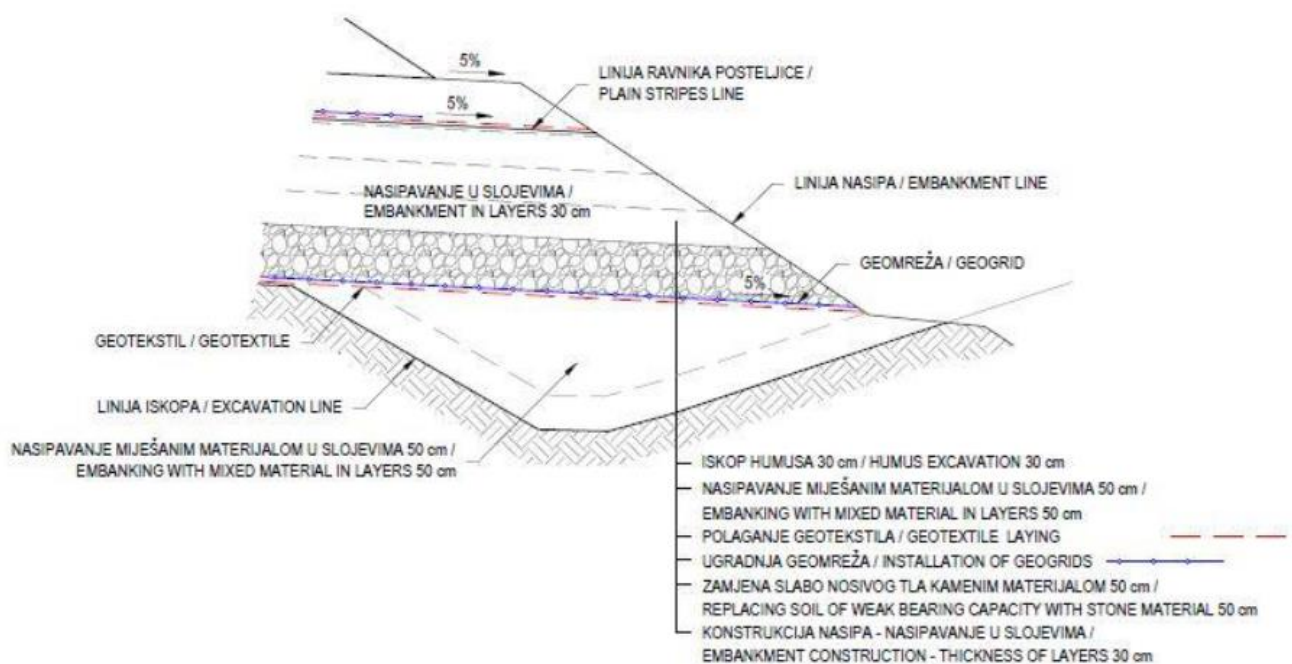 5%
LINIJA RAVNIKA POSTELJICE /
PLAIN STRIPES LINE
5%
LINIJA NASIPA / EMBANKMENT LINE
NASIPAVANJE U SLOJEVIMA /
EMBANKMENT IN LAYERS 30 cm
GEOMREŽA / GEOGRID
5%
GEOTEKSTIL / GEOTEXTILE
LINIJA ISKOPA / EXCAVATION LINE
NASIPAVANJE MIJEŠANIM MATERIJALOM U SLOJEVIMA 50 cm /
EMBANKING WITH MIXED MATERIAL IN LAYERS 50 cm
ISKOP HUMUSA 30 cm / HUMUS EXCAVATION 30 cm
NASIPAVANJE MIJEŠANIM MATERIJALOM U SLOJEVIMA 50 cm /
EMBANKING WITH MIXED MATERIAL IN LAYERS 50 cm
POLAGANJE GEOTEKSTILA / GEOTEXTILE LAYING
UGRADNJA GEOMREŽA / INSTALLATION OF GEOGRIDS
ZAMJENA SLABO NOSIVOG TLA KAMENIM MATERIJALOM 50 cm /
REPLACING SOIL OF WEAK BEARING CAPACITY WITH STONE MATERIAL 50 cm
KONSTRUKCIJA NASIPA - NASIPAVANJE U SLOJEVIMA /
EMBANKMENT CONSTRUCTION - THICKNESS OF LAYERS 30 cm